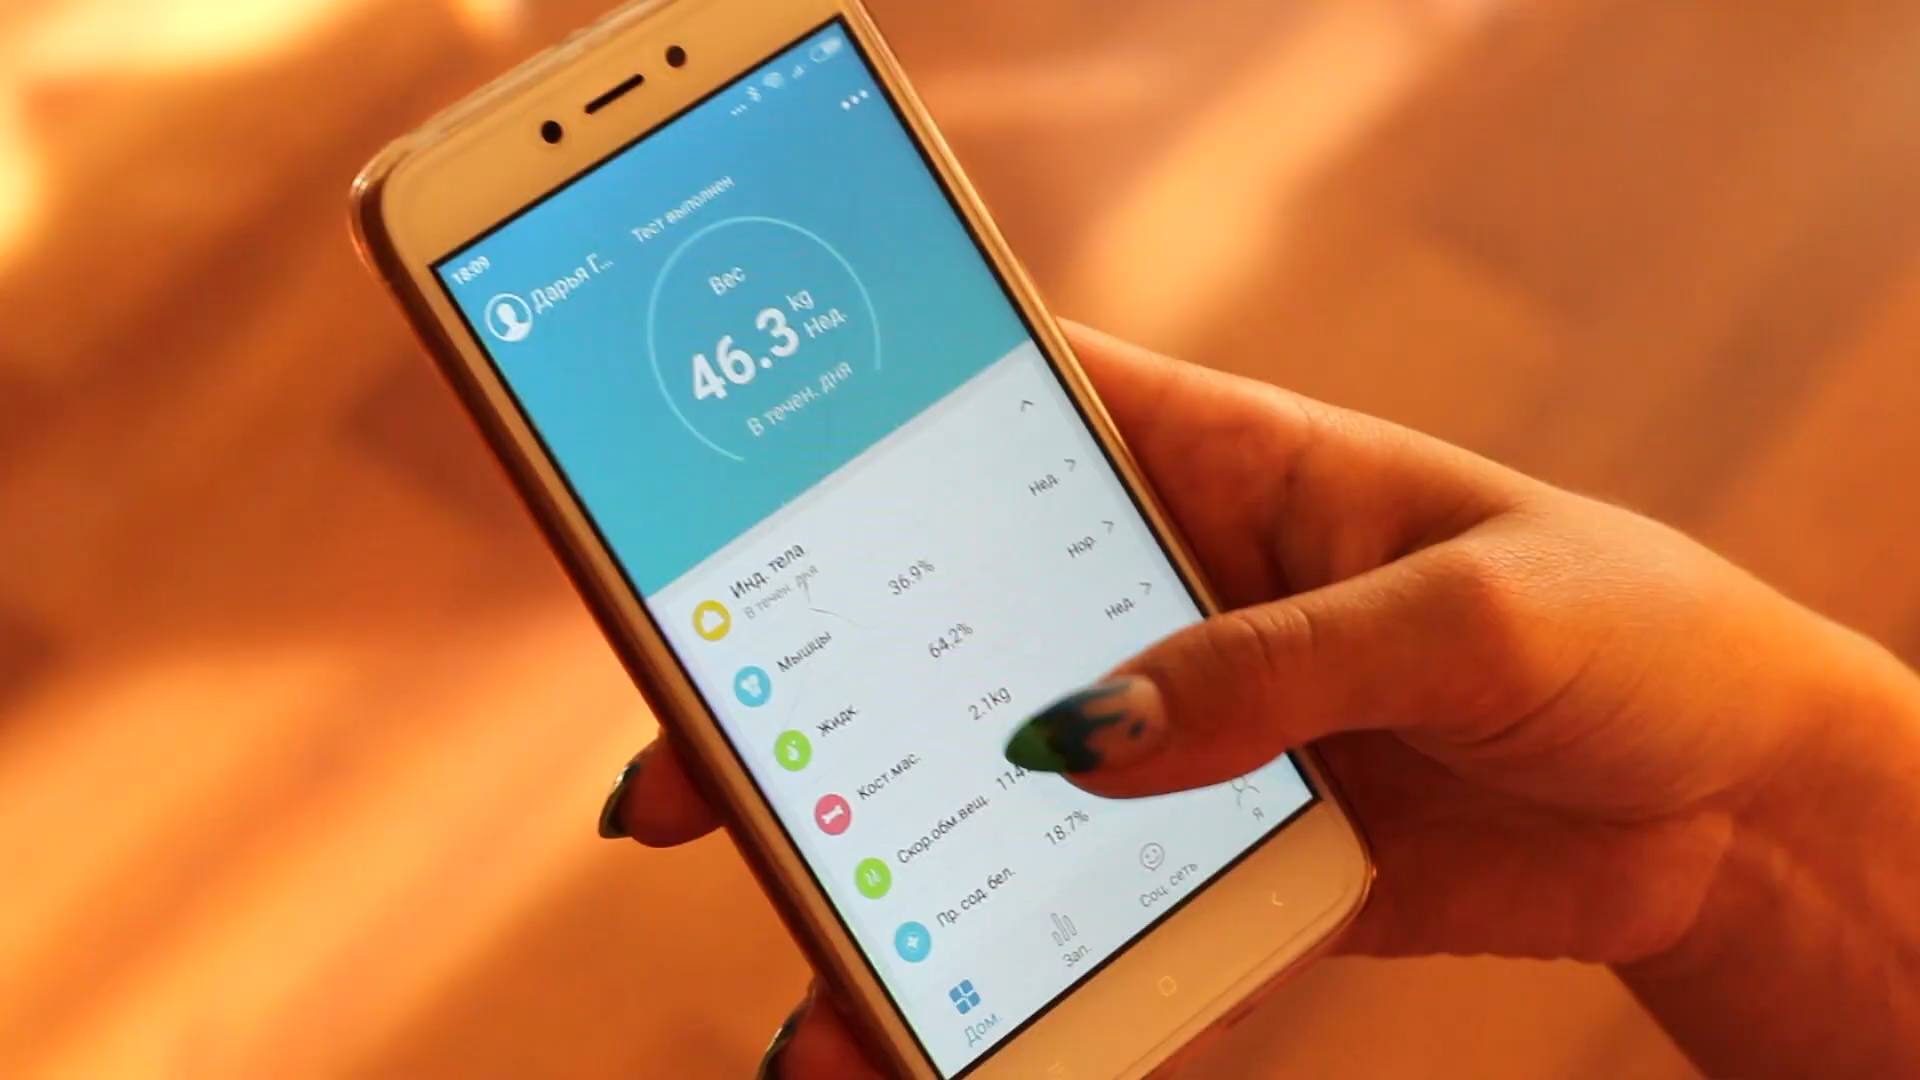 18:09
Дарья Г...
Тест выполнен
Вес
46.3 kg
Нед.
В течен. дня
Инд. тела
В течен. дня
Мышцы 36.9% Нед.
Жидк. 64.2% Нор.
Кост.мас. 2.1kg Нед.
Скор.обм.вещ. 114
Пр. сод. бел. 18.7%
Дом. Зап. Соц. сеть Я